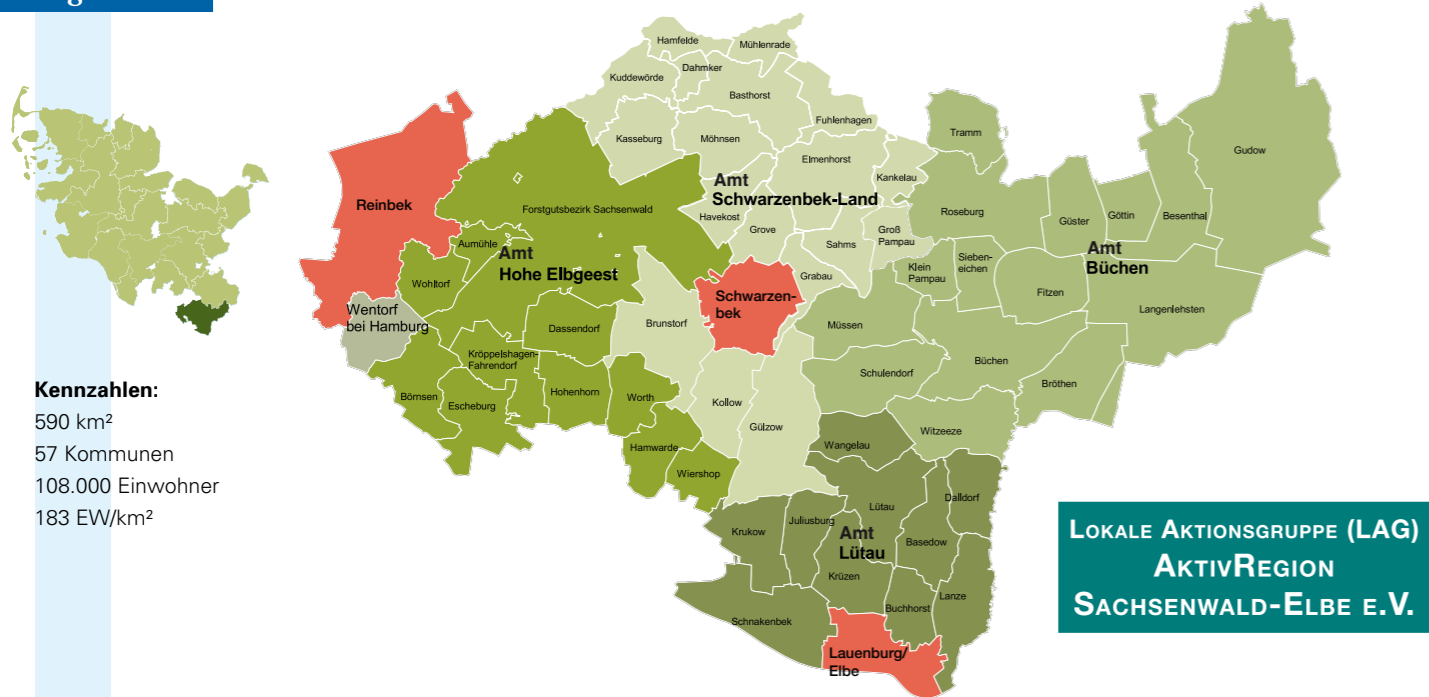 Hamfelde
Mühlenrade
Kuddewörde
Dahmker
Basthorst
Fuhlenhagen
Kasseburg
Möhnsen
Tramm
Elmenhorst
Gudow
Kankelau
Amt
Schwarzenbek-Land
Reinbek
Forstgutsbezirk Sachsenwald
Havekost
Grove
Sahms
Groß
Pampau
Roseburg
Güster
Göttin
Besenthal
Aumühle
Amt
Hohe Elbgeest
Wohltorf
Grabau
Klein
Pampau
Sieben-
eichen
Amt
Büchen
Fitzen
Langenlehsten
Wentorf
bei Hamburg
Schwarzen-
bek
Brunstorf
Dassendorf
Müssen
Kröppelshagen-
Fahrendorf
Büchen
Schulendorf
Bröthen
Kennzahlen:
590 km²
57 Kommunen
108.000 Einwohner
183 EW/km²
Börnsen
Escheburg
Hohenhorn
Worth
Kollow
Gülzow
Witzeeze
Hamwarde
Wiershop
Wangelau
Lütau
Dalldorf
Krukow
Juliusburg
Amt
Lütau
Basedow
Krüzen
Buchhorst
Lanze
Schnakenbek
Lauenburg/
Elbe
Lokale Aktionsgruppe (LAG)
AktivRegion
Sachsenwald-Elbe e.V.